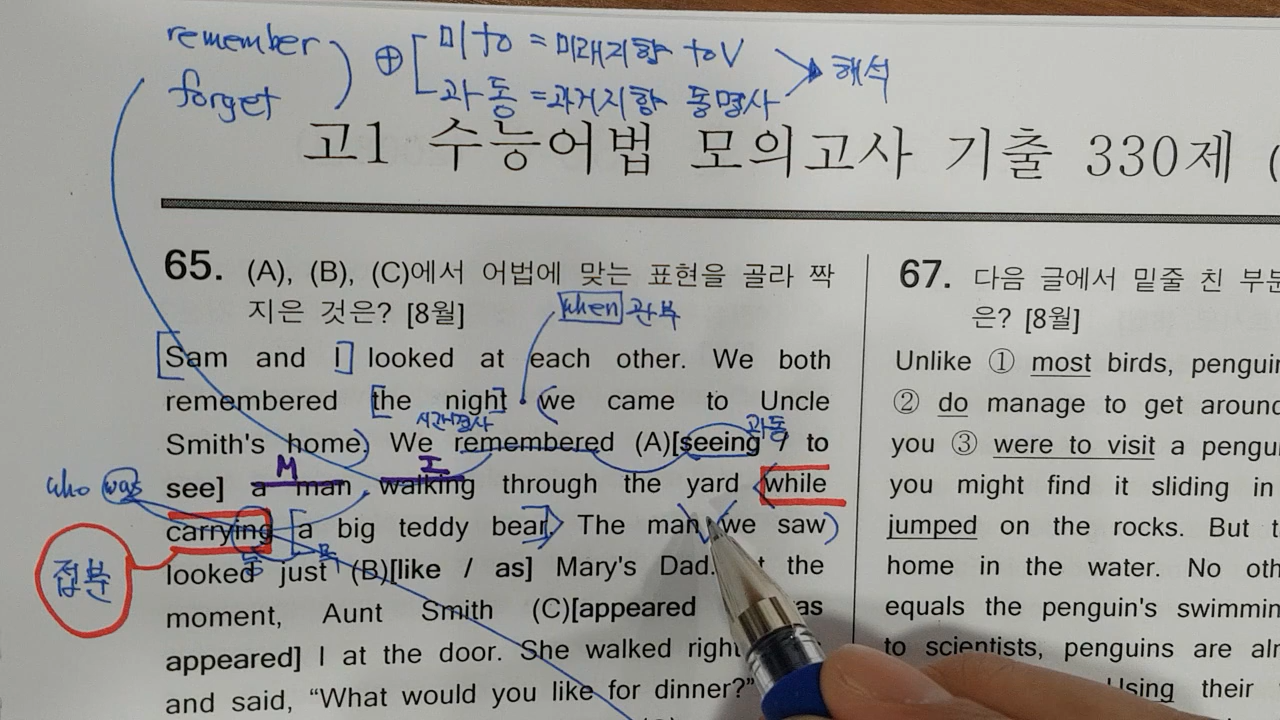 remember
forget
⊕
미 to = 미래지향 to V
과 동 = 과거지향 동명사
해석
고1 수능어법 모의고사 기출 330제 (
65. (A), (B), (C)에서 어법에 맞는 표현을 골라 짝
지은 것은? [8월]
when 관부
Sam and I looked at each other. We both
remembered the night we came to Uncle
시간
과동
Smith's home. We remembered (A)[seeing / to
M
I
who was
see] a man walking through the yard while
carrying a big teddy bear. The man we saw
접부
looked just (B)[like / as] Mary's Dad. the
moment, Aunt Smith (C)[appeared as
appeared] I at the door. She walked right
and said, “What would you like for dinner?”
67. 다음 글에서 밑줄 친 부분
은? [8월]
Unlike ① most birds, penguin
② do manage to get around
you ③ were to visit a pengu
you might find it sliding in
jumped on the rocks. But t
home in the water. No oth
equals the penguin's swimmin
to scientists, penguins are alr
Using their